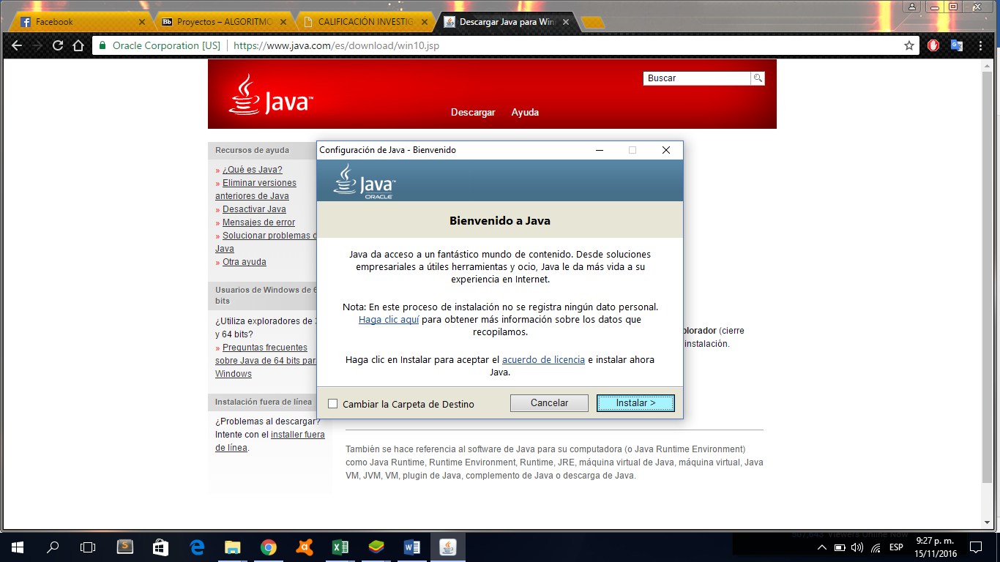 Facebook
Proyectos – ALGORITMO
CALIFICACIÓN INVESTIG
Descargar Java para Win
Oracle Corporation [US]
https://www.java.com/es/download/win10.jsp
Java™
Buscar
Descargar
Ayuda
Recursos de ayuda
» ¿Qué es Java?
» Eliminar versiones
anteriores de Java
» Desactivar Java
» Mensajes de error
» Solucionar problemas d
Java
» Otra ayuda
Usuarios de Windows de 6
bits
¿Utiliza exploradores de 3
y 64 bits?
» Preguntas frecuentes
sobre Java de 64 bits para
Windows
Instalación fuera de línea
¿Problemas al descargar?
Intente con el installer fuera
de línea.
Configuración de Java - Bienvenido
Java™
ORACLE
Bienvenido a Java
Java da acceso a un fantástico mundo de contenido. Desde soluciones
empresariales a útiles herramientas y ocio, Java le da más vida a su
experiencia en Internet.
Nota: En este proceso de instalación no se registra ningún dato personal.
Haga clic aquí para obtener más información sobre los datos que
recopilamos.
Haga clic en Instalar para aceptar el acuerdo de licencia e instalar ahora
Java.
Cambiar la Carpeta de Destino
Cancelar
Instalar >
plorador (cierre
instalación.
También se hace referencia al software de Java para su computadora (o Java Runtime Environment)
como Java Runtime, Runtime Environment, Runtime, JRE, máquina virtual de Java, máquina virtual, Java
VM, JVM, VM, plugin de Java, complemento de Java o descarga de Java.
507,643 Viewers Online Now
ESP
9:27 p. m.
15/11/2016